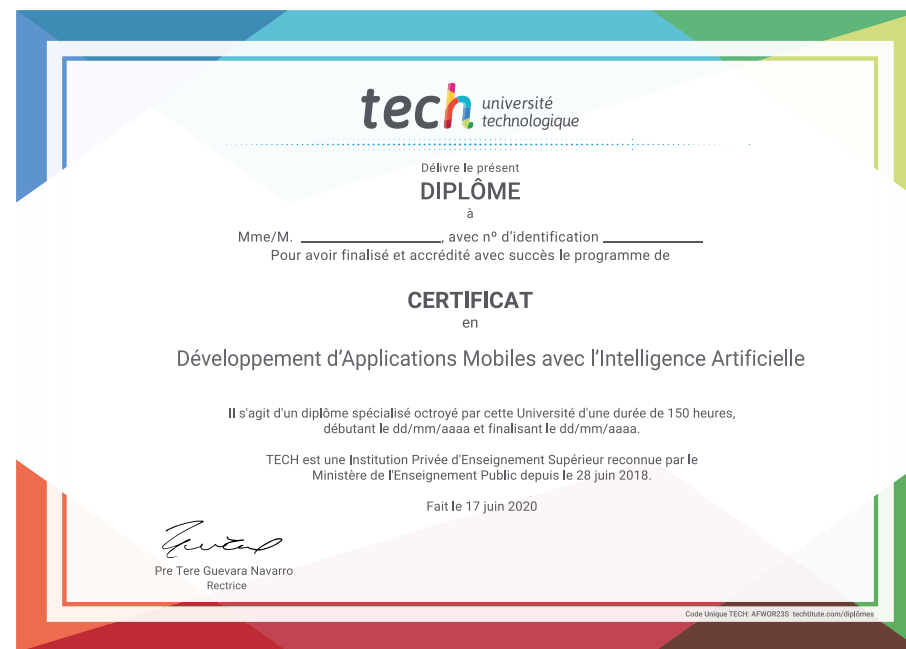 tech université
technologique
Délivre le présent
DIPLÔME
à
Mme/M. ____________________, avec nº d'identification ______________
Pour avoir finalisé et accrédité avec succès le programme de
CERTIFICAT
en
Développement d'Applications Mobiles avec l'Intelligence Artificielle
Il s'agit d'un diplôme spécialisé octroyé par cette Université d'une durée de 150 heures,
débutant le dd/mm/aaaa et finalisant le dd/mm/aaaa.
TECH est une Institution Privée d'Enseignement Supérieur reconnue par le
Ministère de l'Enseignement Public depuis le 28 juin 2018.
Fait le 17 juin 2020
Pre Tere Guevara Navarro
Rectrice
Code Unique TECH: AFWOR23S techtitute.com/diplômes